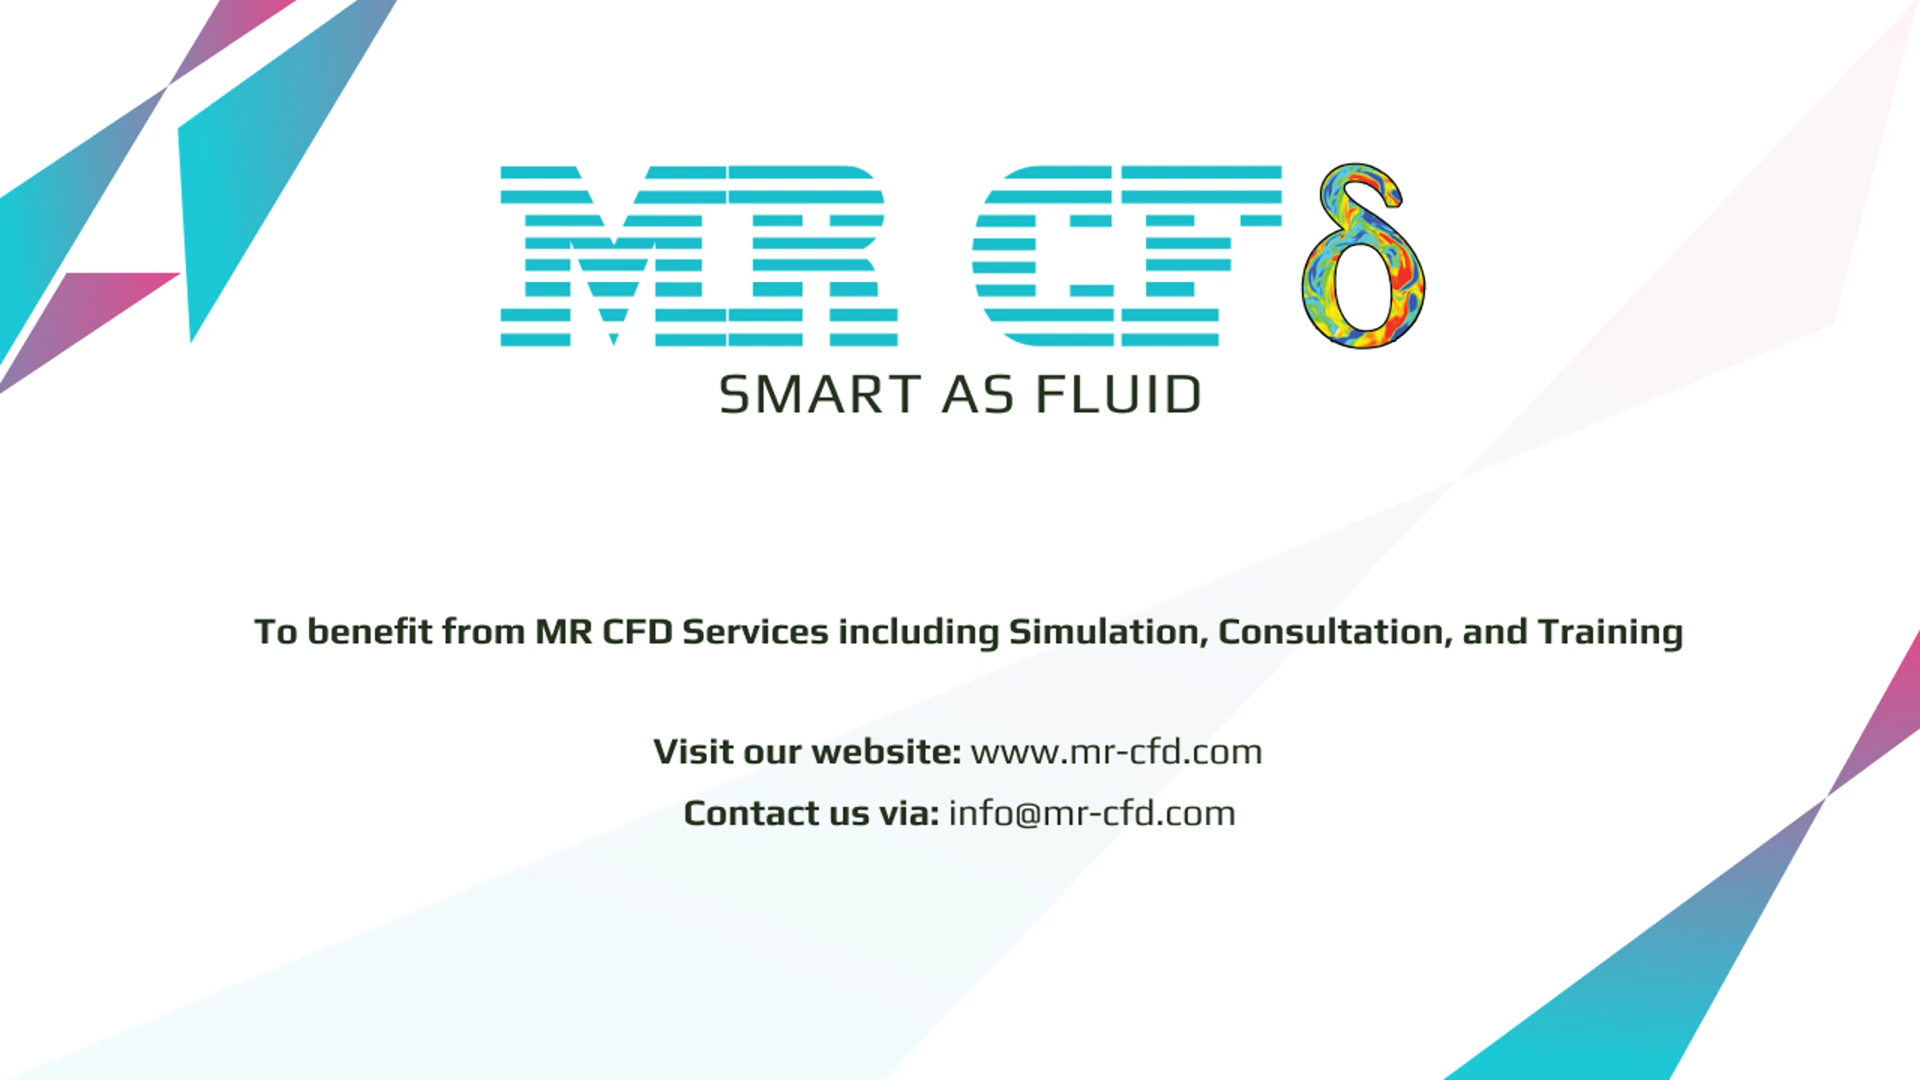 MR CFδ
SMART AS FLUID
To benefit from MR CFD Services including Simulation, Consultation, and Training
Visit our website: www.mr-cfd.com
Contact us via: info@mr-cfd.com